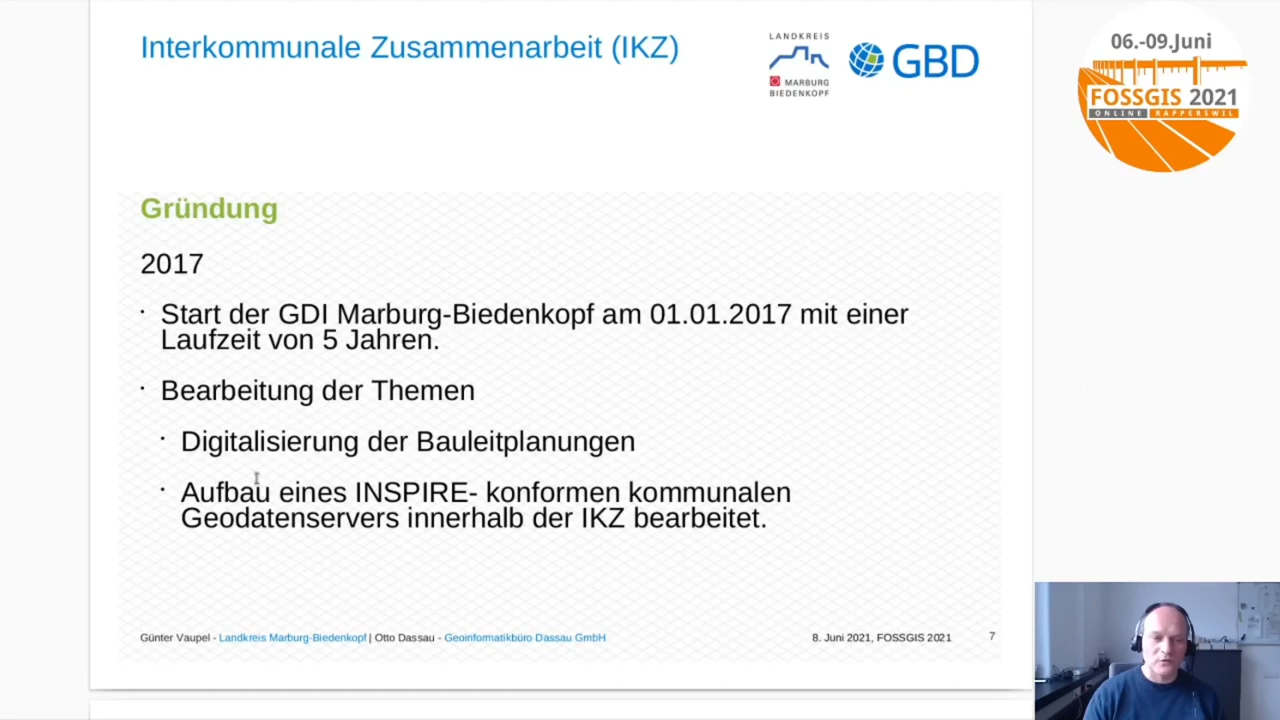 Interkommunale Zusammenarbeit (IKZ)
LANDKREIS
MARBURG
BIEDENKOPF
GBD
06.-09.Juni
FOSSGIS 2021
ONLINE RAPPERSWIL
Gründung
2017
· Start der GDI Marburg-Biedenkopf am 01.01.2017 mit einer
Laufzeit von 5 Jahren.
· Bearbeitung der Themen
· Digitalisierung der Bauleitplanungen
· Aufbau eines INSPIRE- konformen kommunalen
Geodatenservers innerhalb der IKZ bearbeitet.
Günter Vaupel - Landkreis Marburg-Biedenkopf | Otto Dassau - Geoinformatikbüro Dassau GmbH
8. Juni 2021, FOSSGIS 2021
7